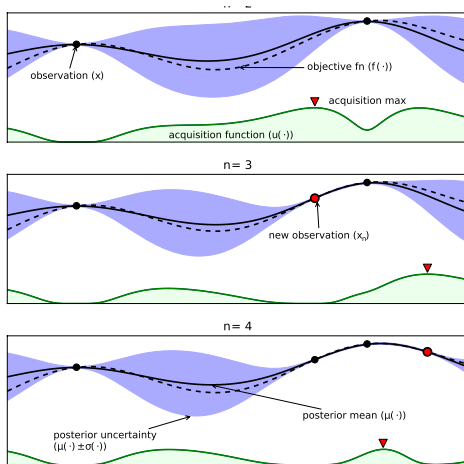 objective fn (f(·))
observation (x)
acquisition max
acquisition function (u(·))
n= 3
new observation (xₙ)
n= 4
posterior mean (μ(·))
posterior uncertainty
(μ(·)±σ(·))